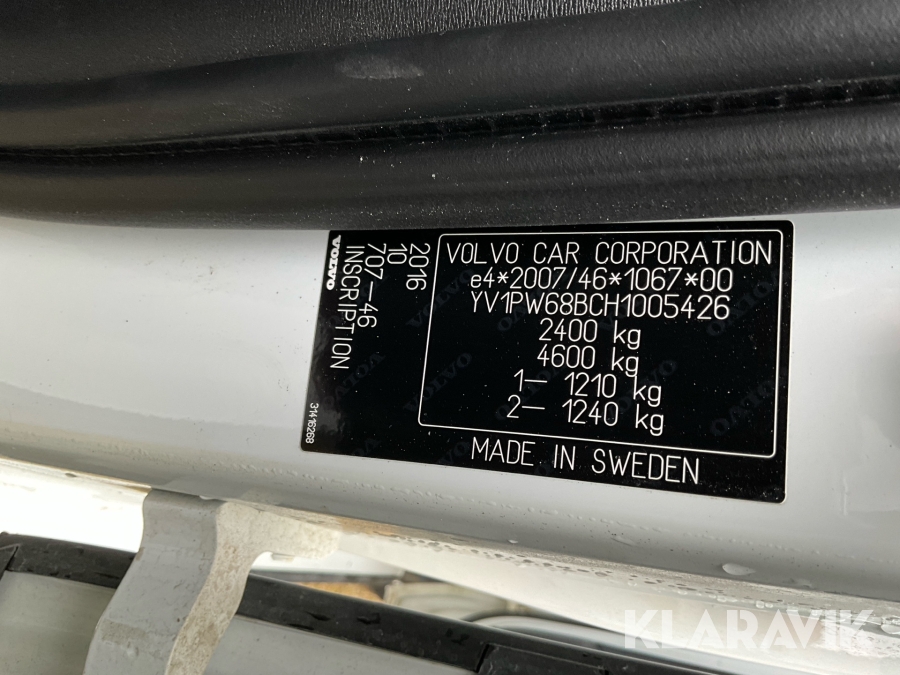 VOLVO CAR CORPORATION
e4*2007/46*1067*00
YV1PW68BCH1005426
2400 kg
4600 kg
1– 1210 kg
2– 1240 kg
MADE IN SWEDEN
2016
10
707–46
INSCRIPTION
VOLVO
31416268
KLARAVIK